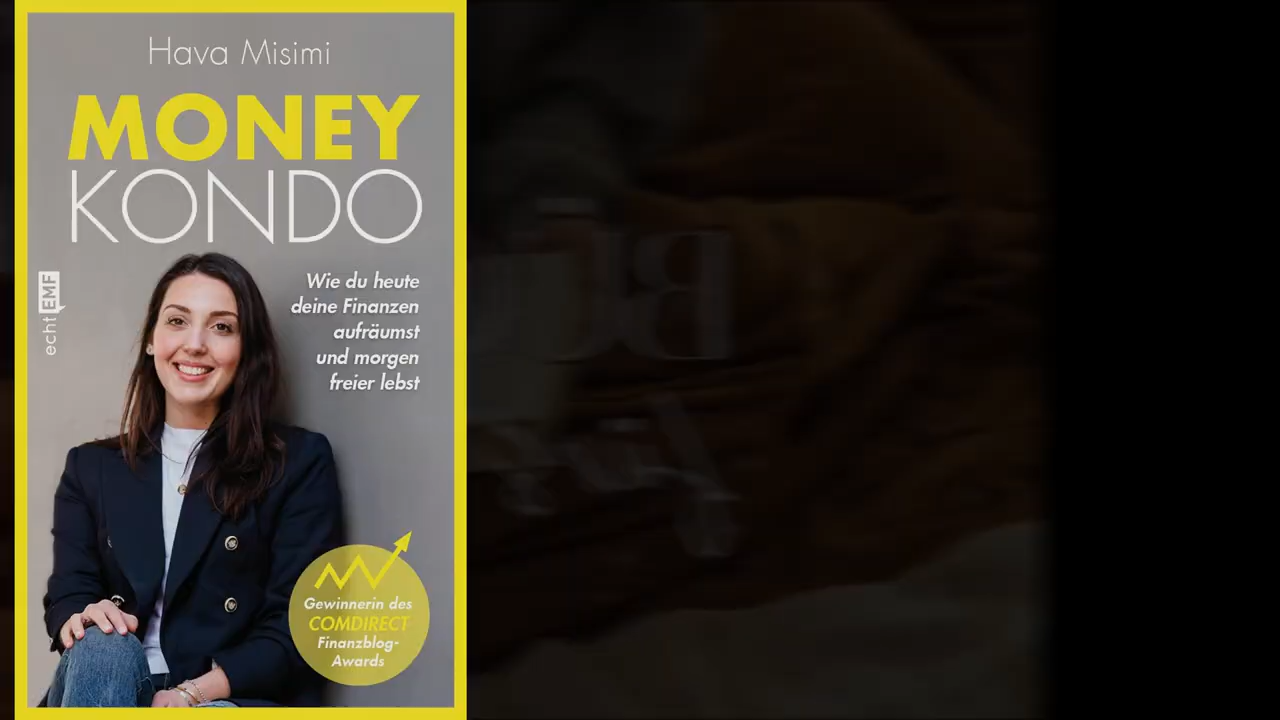 Hava Misimi
MONEY
KONDO
Wie du heute
deine Finanzen
aufräumst
und morgen
freier lebst
echt EMF
Gewinnerin des
COMDIRECT
Finanzblog-
Awards